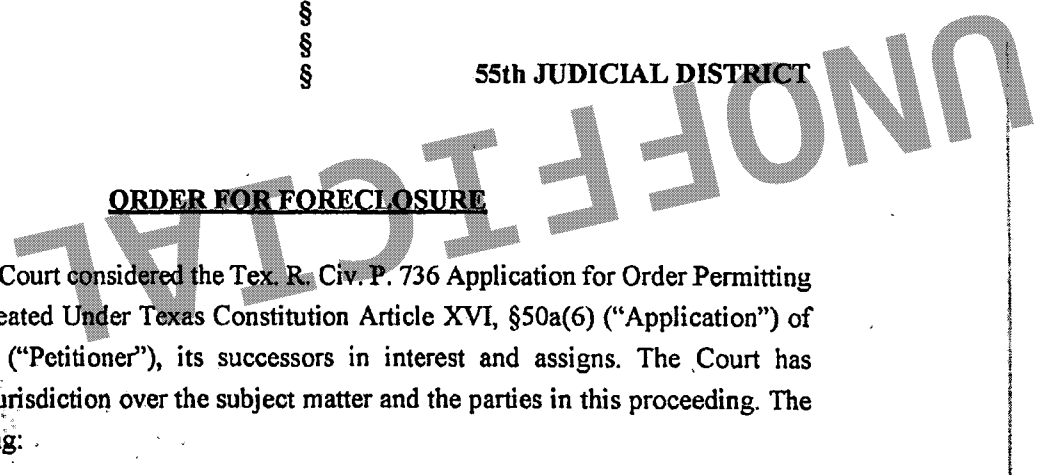 §
§
§ 55th JUDICIAL DISTRICT
UNOFFICIAL
ORDER FOR FORECLOSURE
Court considered the Tex. R. Civ. P. 736 Application for Order Permitting
eated Under Texas Constitution Article XVI, §50a(6) (“Application”) of
(“Petitioner”), its successors in interest and assigns. The Court has
urisdiction over the subject matter and the parties in this proceeding. The
g: